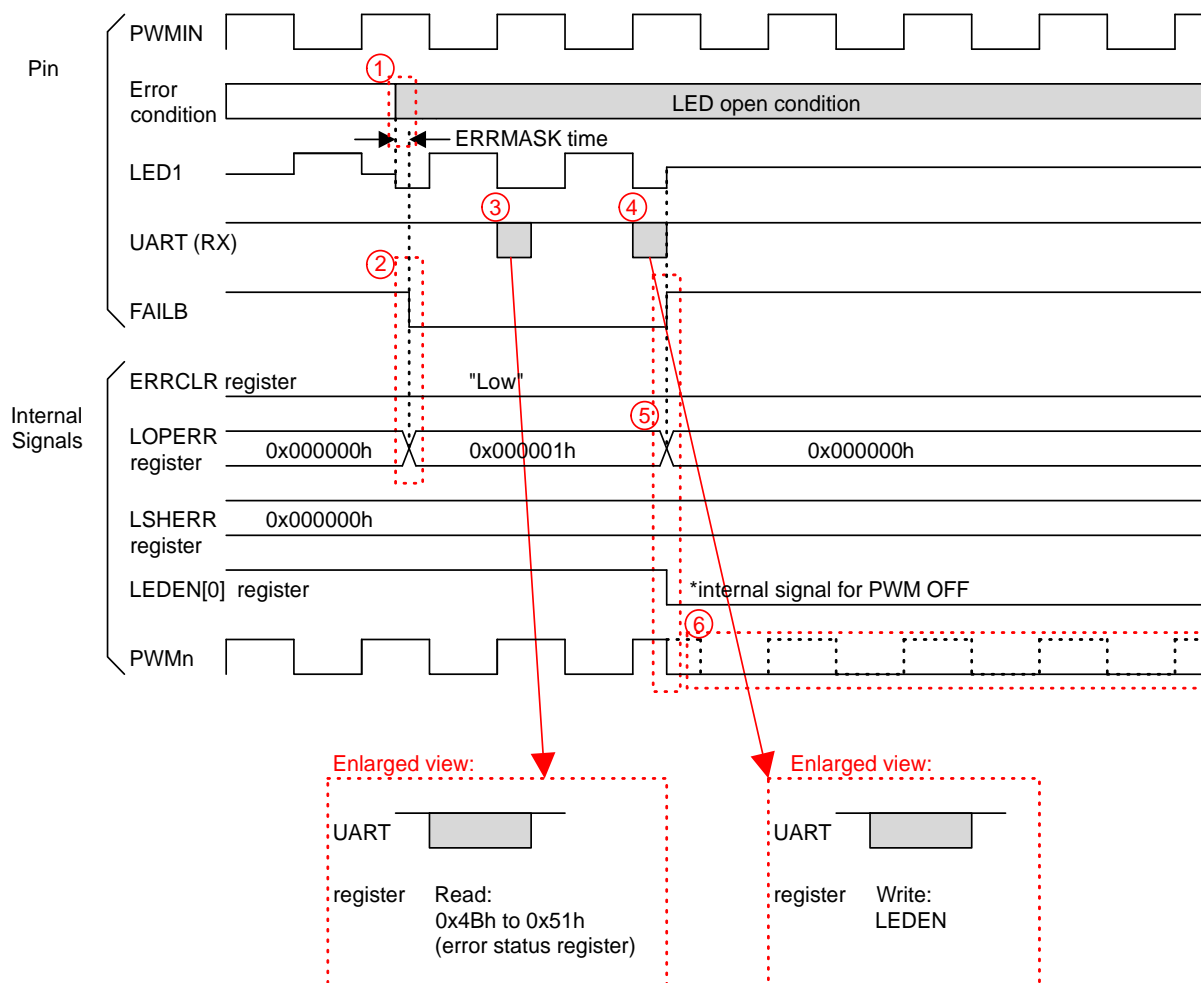 Pin
PWMIN
①
Error
condition
LED open condition
ERRMASK time
LED1
③
④
UART (RX)
②
FAILB
Internal
Signals
ERRCLR register
"Low"
⑤
LOPERR
register
0x000000h
0x000001h
0x000000h
LSHERR
register
0x000000h
LEDEN[0] register
*internal signal for PWM OFF
⑥
PWMn
Enlarged view:
UART
register
Read:
0x4Bh to 0x51h
(error status register)
Enlarged view:
UART
register
Write:
LEDEN